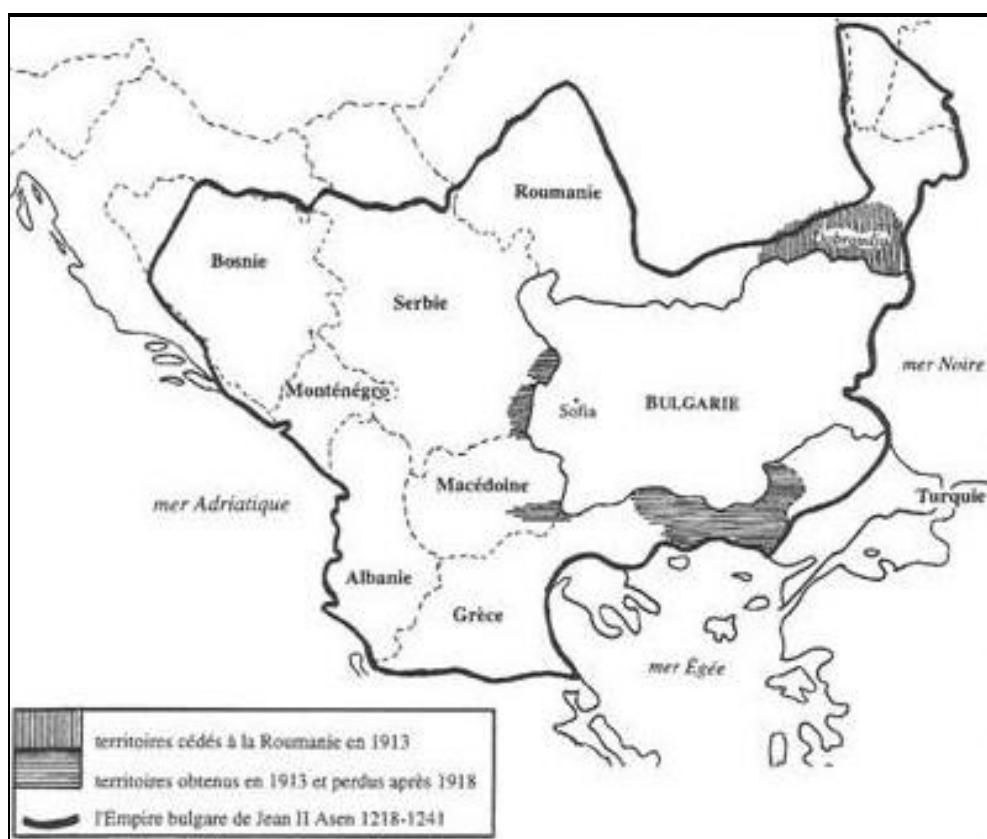 Roumanie
Dobroudja
Bosnie
Serbie
mer Noire
Monténégro
Sofia
BULGARIE
Macédoine
mer Adriatique
Turquie
Albanie
Grèce
mer Égée
territoires cédés à la Roumanie en 1913
territoires obtenus en 1913 et perdus après 1918
l'Empire bulgare de Jean II Asen 1218-1241